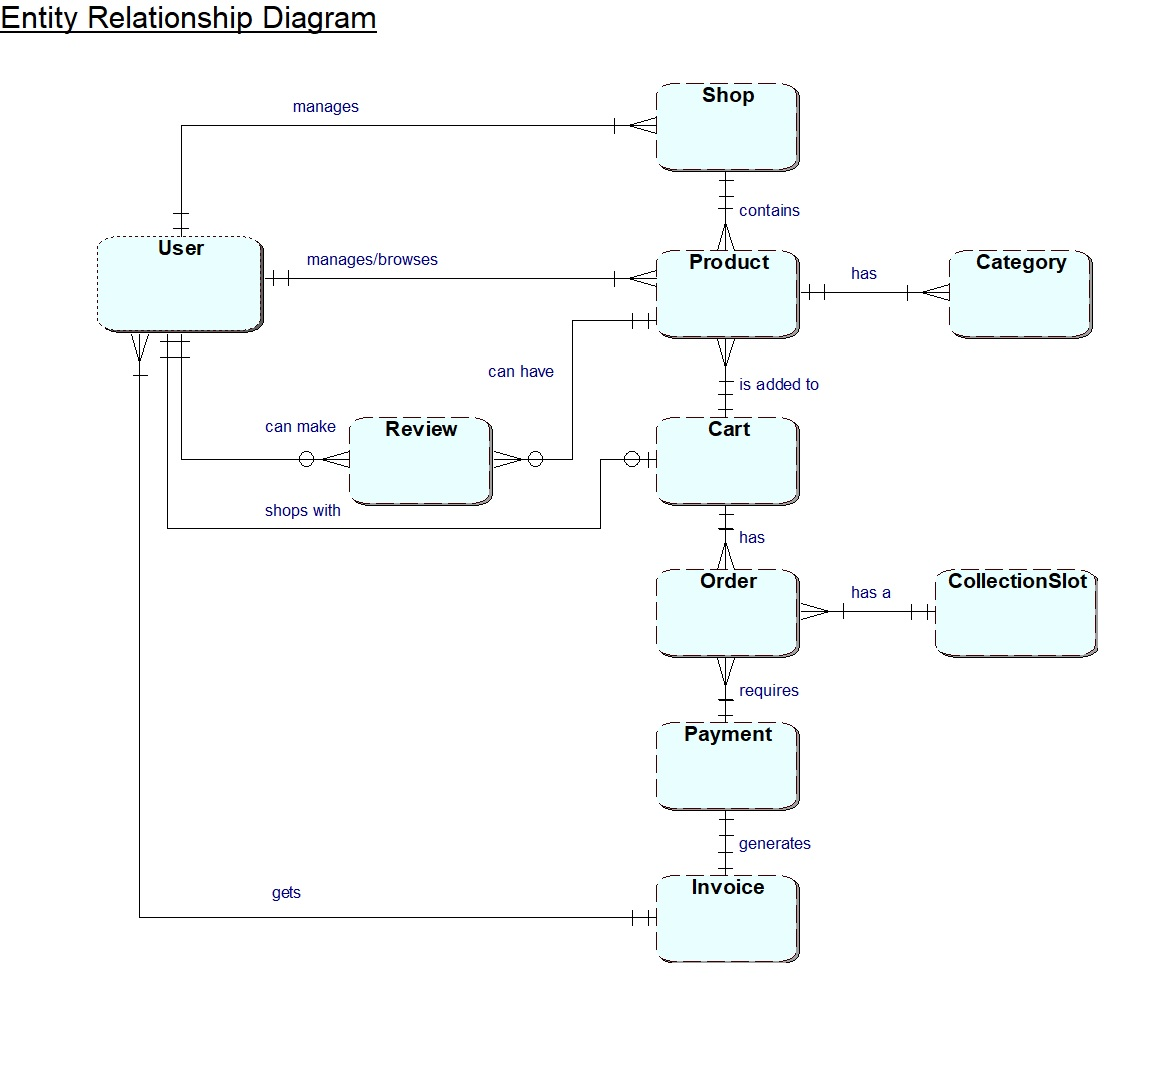 Entity Relationship Diagram
Shop
manages
contains
User
manages/browses
Product
has
Category
can have
is added to
can make
Review
Cart
shops with
has
Order
has a
CollectionSlot
requires
Payment
generates
Invoice
gets